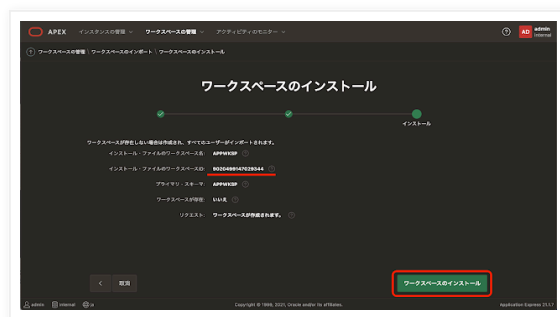 APEX インスタンスの管理 ワークスペースの管理 アクティビティのモニター ? AD admin internal
ワークスペースの管理 \ ワークスペースのインポート \ ワークスペースのインストール
ワークスペースのインストール
インストール
ワークスペースが存在しない場合は作成され、すべてのユーザーがインポートされます。
インストール・ファイルのワークスペース名: APPWKSP ?
インストール・ファイルのワークスペースID: ?
プライマリ・スキーマ: APPWKSP ?
ワークスペースが存在: いいえ ?
リクエスト: ワークスペースが作成されます。 ?
取消 ワークスペースのインストール
admin internal ja Copyright © 1999, 2021, Oracle and/or its affiliates. Application Express 21.1.7